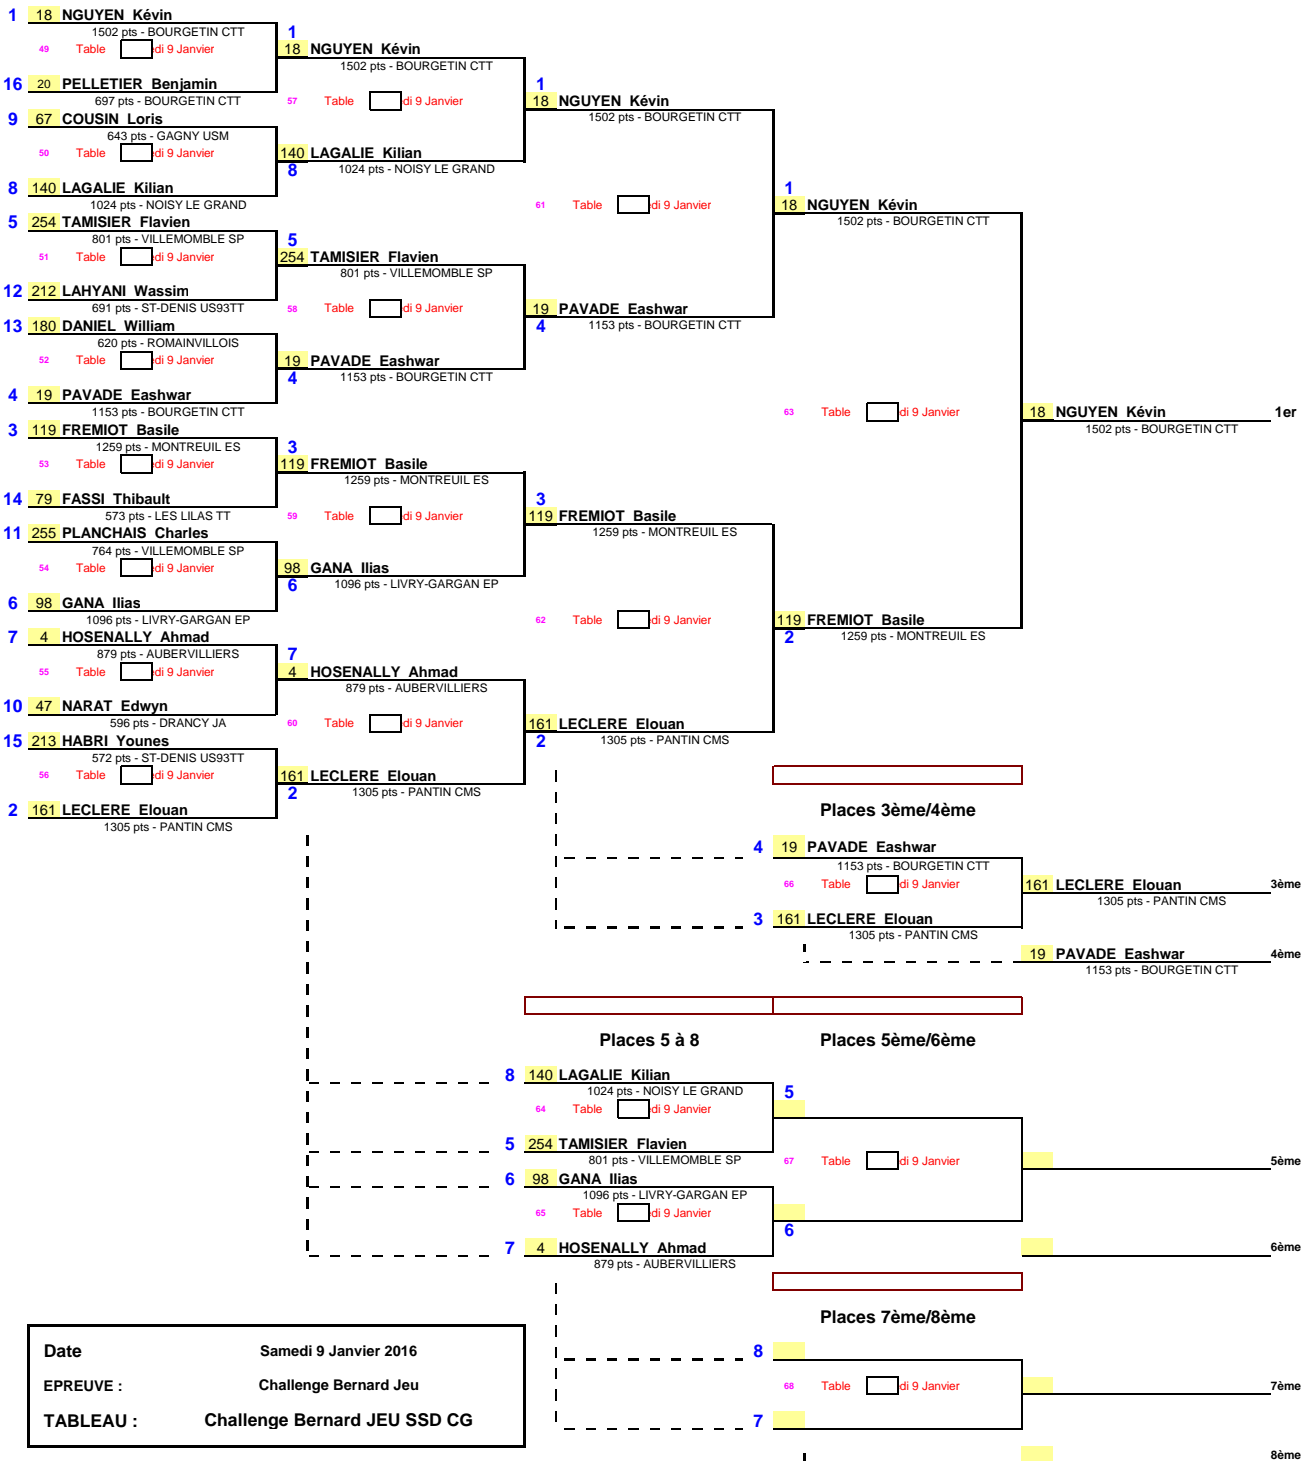 1 18 NGUYEN Kévin
1502 pts - BOURGETIN CTT
49 Table di 9 Janvier
16 20 PELLETIER Benjamin
697 pts - BOURGETIN CTT
9 67 COUSIN Loris
643 pts - GAGNY USM
50 Table di 9 Janvier
8 140 LAGALIE Kilian
1024 pts - NOISY LE GRAND
5 254 TAMISIER Flavien
801 pts - VILLEMOMBLE SP
51 Table di 9 Janvier
12 212 LAHYANI Wassim
691 pts - ST-DENIS US93TT
13 180 DANIEL William
620 pts - ROMAINVILLOIS
52 Table di 9 Janvier
4 19 PAVADE Eashwar
1153 pts - BOURGETIN CTT
3 119 FREMIOT Basile
1259 pts - MONTREUIL ES
53 Table di 9 Janvier
14 79 FASSI Thibault
573 pts - LES LILAS TT
11 255 PLANCHAIS Charles
764 pts - VILLEMOMBLE SP
54 Table di 9 Janvier
6 98 GANA Ilias
1096 pts - LIVRY-GARGAN EP
7 4 HOSENALLY Ahmad
879 pts - AUBERVILLIERS
55 Table di 9 Janvier
10 47 NARAT Edwyn
596 pts - DRANCY JA
15 213 HABRI Younes
572 pts - ST-DENIS US93TT
56 Table di 9 Janvier
2 161 LECLERE Elouan
1305 pts - PANTIN CMS
1
18 NGUYEN Kévin
1502 pts - BOURGETIN CTT
57 Table di 9 Janvier
140 LAGALIE Kilian
8 1024 pts - NOISY LE GRAND
5
254 TAMISIER Flavien
801 pts - VILLEMOMBLE SP
58 Table di 9 Janvier
19 PAVADE Eashwar
4 1153 pts - BOURGETIN CTT
3
119 FREMIOT Basile
1259 pts - MONTREUIL ES
59 Table di 9 Janvier
98 GANA Ilias
6 1096 pts - LIVRY-GARGAN EP
7
4 HOSENALLY Ahmad
879 pts - AUBERVILLIERS
60 Table di 9 Janvier
161 LECLERE Elouan
2 1305 pts - PANTIN CMS
1
18 NGUYEN Kévin
1502 pts - BOURGETIN CTT
61 Table di 9 Janvier
19 PAVADE Eashwar
4 1153 pts - BOURGETIN CTT
3
119 FREMIOT Basile
1259 pts - MONTREUIL ES
62 Table di 9 Janvier
161 LECLERE Elouan
2 1305 pts - PANTIN CMS
1
18 NGUYEN Kévin
1502 pts - BOURGETIN CTT
63 Table di 9 Janvier
119 FREMIOT Basile
2 1259 pts - MONTREUIL ES
18 NGUYEN Kévin 1er
1502 pts - BOURGETIN CTT
Places 3ème/4ème
4 19 PAVADE Eashwar
1153 pts - BOURGETIN CTT
66 Table di 9 Janvier
3 161 LECLERE Elouan
1305 pts - PANTIN CMS
161 LECLERE Elouan 3ème
1305 pts - PANTIN CMS
19 PAVADE Eashwar 4ème
1153 pts - BOURGETIN CTT
Places 5 à 8
8 140 LAGALIE Kilian
1024 pts - NOISY LE GRAND
64 Table di 9 Janvier
5 254 TAMISIER Flavien
801 pts - VILLEMOMBLE SP
6 98 GANA Ilias
1096 pts - LIVRY-GARGAN EP
65 Table di 9 Janvier
7 4 HOSENALLY Ahmad
879 pts - AUBERVILLIERS
Places 5ème/6ème
5
67 Table di 9 Janvier
6
5ème
6ème
Places 7ème/8ème
8
68 Table di 9 Janvier
7
7ème
8ème
Date Samedi 9 Janvier 2016
EPREUVE : Challenge Bernard Jeu
TABLEAU : Challenge Bernard JEU SSD CG